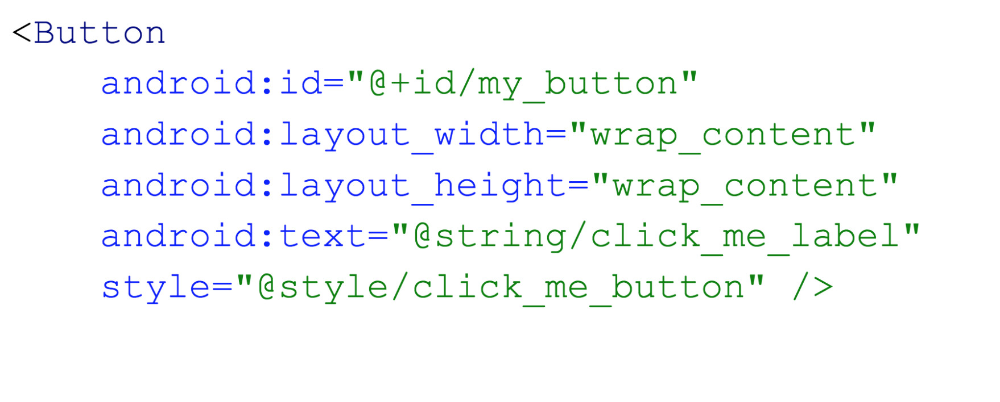 <Button
android:id="@+id/my_button"
android:layout_width="wrap_content"
android:layout_height="wrap_content"
android:text="@string/click_me_label"
style="@style/click_me_button" />